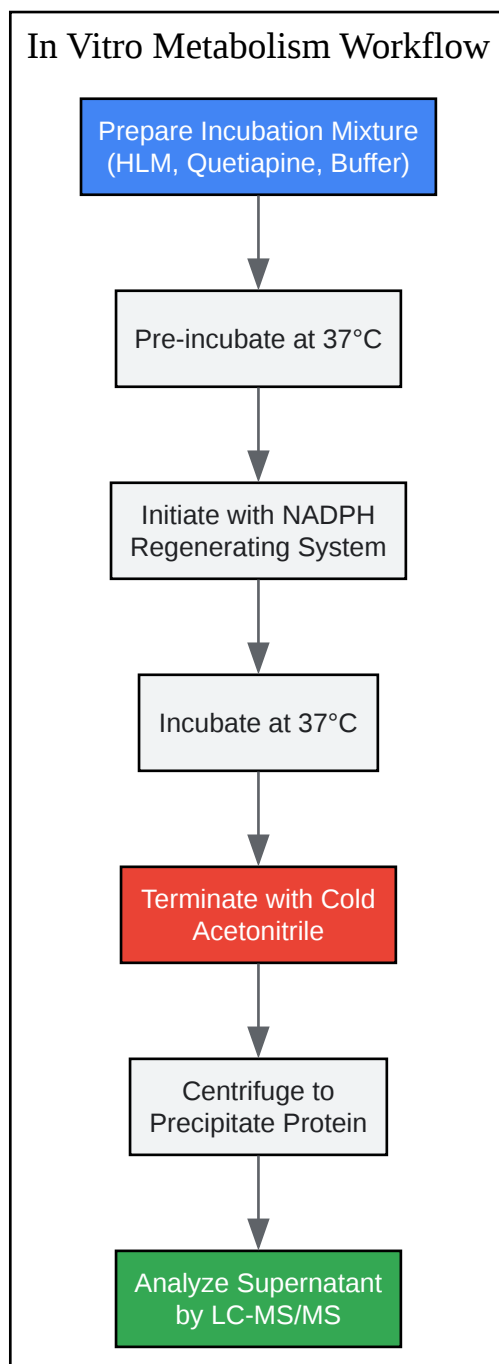 In Vitro Metabolism Workflow
Prepare Incubation Mixture
(HLM, Quetiapine, Buffer)
Pre-incubate at 37°C
Initiate with NADPH
Regenerating System
Incubate at 37°C
Terminate with Cold
Acetonitrile
Centrifuge to
Precipitate Protein
Analyze Supernatant
by LC-MS/MS